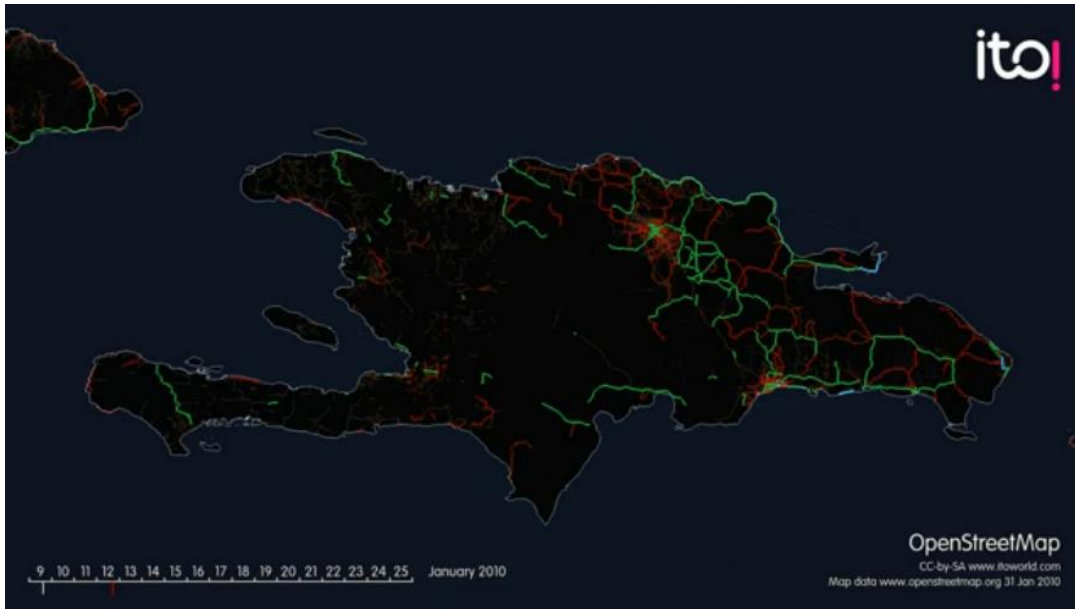 ito!
OpenStreetMap
CC-by-SA www.itoworld.com
Map data www.openstreetmap.org 31 Jan 2010
9 10 11 12 13 14 15 16 17 18 19 20 21 22 23 24 25 January 2010